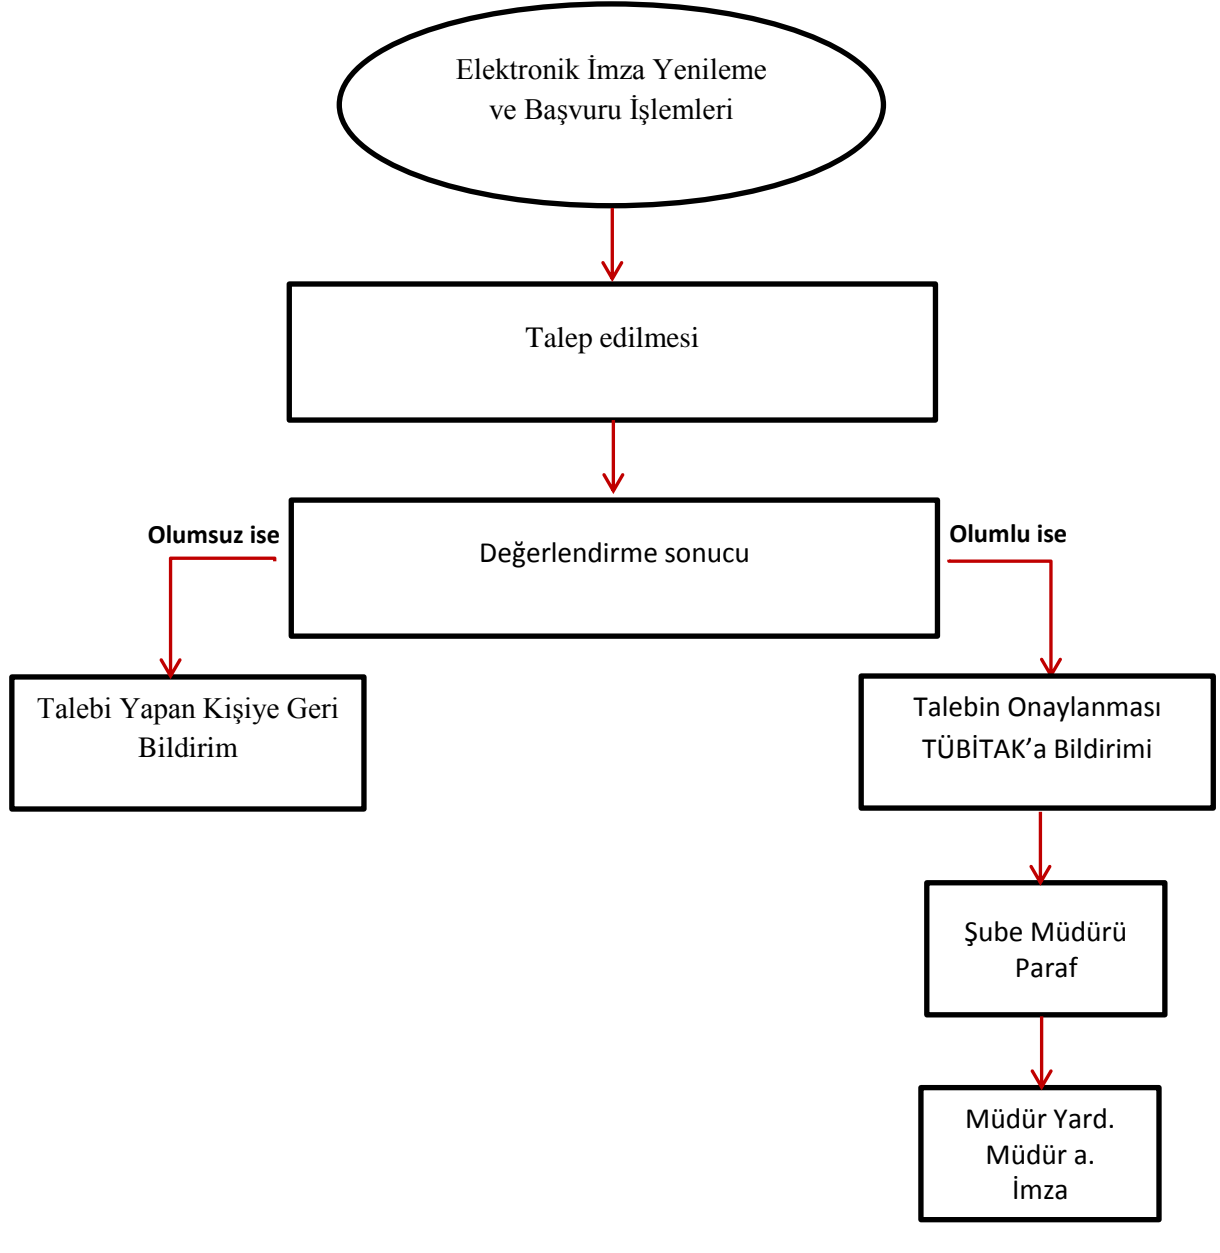 Elektronik İmza Yenileme
ve Başvuru İşlemleri
Talep edilmesi
Olumsuz ise
Değerlendirme sonucu
Olumlu ise
Talebi Yapan Kişiye Geri
Bildirim
Talebin Onaylanması
TÜBİTAK’a Bildirimi
Şube Müdürü
Paraf
Müdür Yard.
Müdür a.
İmza